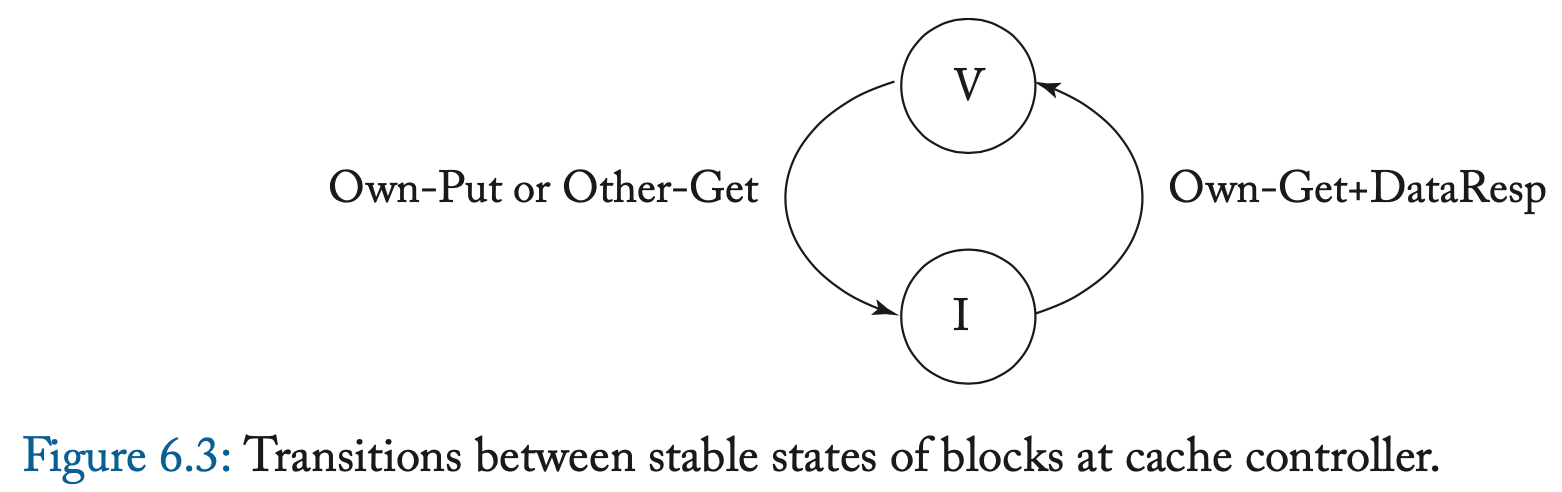 V
Own-Put or Other-Get
Own-Get+DataResp
I
Figure 6.3: Transitions between stable states of blocks at cache controller.